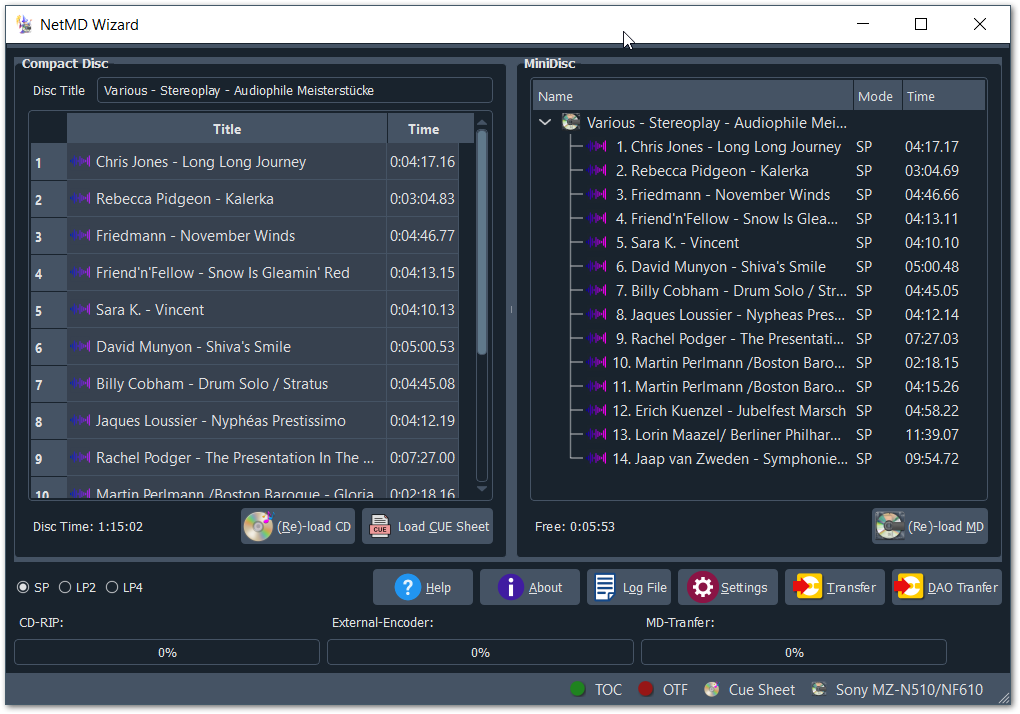 NetMD Wizard
Compact Disc
Disc Title Various - Stereoplay - Audiophile Meisterstücke
Title Time
1 Chris Jones - Long Long Journey 0:04:17.16
2 Rebecca Pidgeon - Kalerka 0:03:04.83
3 Friedmann - November Winds 0:04:46.77
4 Friend'n'Fellow - Snow Is Gleamin' Red 0:04:13.15
5 Sara K. - Vincent 0:04:10.13
6 David Munyon - Shiva's Smile 0:05:00.53
7 Billy Cobham - Drum Solo / Stratus 0:04:45.08
8 Jaques Loussier - Nyphéas Prestissimo 0:04:12.19
9 Rachel Podger - The Presentation In The ... 0:07:27.00
10 Martin Perlmann /Boston Baroque - Gloria 0:02:18.16
Disc Time: 1:15:02 (Re)-load CD Load CUE Sheet
MiniDisc
Name Mode Time
Various - Stereoplay - Audiophile Mei...
1. Chris Jones - Long Long Journey SP 04:17.17
2. Rebecca Pidgeon - Kalerka SP 03:04.69
3. Friedmann - November Winds SP 04:46.66
4. Friend'n'Fellow - Snow Is Glea... SP 04:13.11
5. Sara K. - Vincent SP 04:10.10
6. David Munyon - Shiva's Smile SP 05:00.48
7. Billy Cobham - Drum Solo / Str... SP 04:45.05
8. Jaques Loussier - Nypheas Pres... SP 04:12.14
9. Rachel Podger - The Presentati... SP 07:27.03
10. Martin Perlmann /Boston Baro... SP 02:18.15
11. Martin Perlmann /Boston Baro... SP 04:15.26
12. Erich Kuenzel - Jubelfest Marsch SP 04:58.22
13. Lorin Maazel/ Berliner Philhar... SP 11:39.07
14. Jaap van Zweden - Symphonie... SP 09:54.72
Free: 0:05:53 (Re)-load MD
SP LP2 LP4 Help About Log File Settings Transfer DAO Tranfer
CD-RIP: External-Encoder: MD-Tranfer:
0% 0% 0%
TOC OTF Cue Sheet Sony MZ-N510/NF610